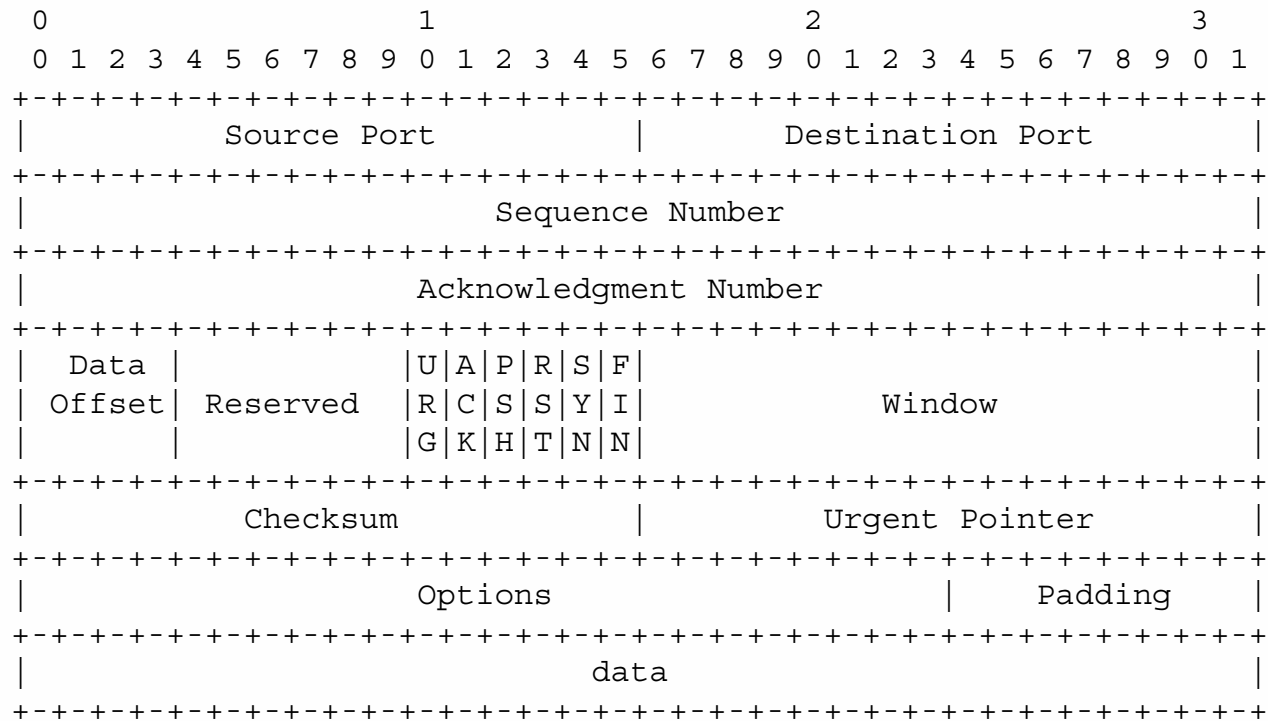 0                   1                   2                   3
 0 1 2 3 4 5 6 7 8 9 0 1 2 3 4 5 6 7 8 9 0 1 2 3 4 5 6 7 8 9 0 1
+-+-+-+-+-+-+-+-+-+-+-+-+-+-+-+-+-+-+-+-+-+-+-+-+-+-+-+-+-+-+-+-+
|          Source Port          |       Destination Port        |
+-+-+-+-+-+-+-+-+-+-+-+-+-+-+-+-+-+-+-+-+-+-+-+-+-+-+-+-+-+-+-+-+
|                        Sequence Number                        |
+-+-+-+-+-+-+-+-+-+-+-+-+-+-+-+-+-+-+-+-+-+-+-+-+-+-+-+-+-+-+-+-+
|                    Acknowledgment Number                      |
+-+-+-+-+-+-+-+-+-+-+-+-+-+-+-+-+-+-+-+-+-+-+-+-+-+-+-+-+-+-+-+-+
|  Data |           |U|A|P|R|S|F|                               |
| Offset| Reserved  |R|C|S|S|Y|I|            Window             |
|       |           |G|K|H|T|N|N|                               |
+-+-+-+-+-+-+-+-+-+-+-+-+-+-+-+-+-+-+-+-+-+-+-+-+-+-+-+-+-+-+-+-+
|           Checksum            |         Urgent Pointer        |
+-+-+-+-+-+-+-+-+-+-+-+-+-+-+-+-+-+-+-+-+-+-+-+-+-+-+-+-+-+-+-+-+
|                    Options                    |    Padding    |
+-+-+-+-+-+-+-+-+-+-+-+-+-+-+-+-+-+-+-+-+-+-+-+-+-+-+-+-+-+-+-+-+
|                             data                              |
+-+-+-+-+-+-+-+-+-+-+-+-+-+-+-+-+-+-+-+-+-+-+-+-+-+-+-+-+-+-+-+-+